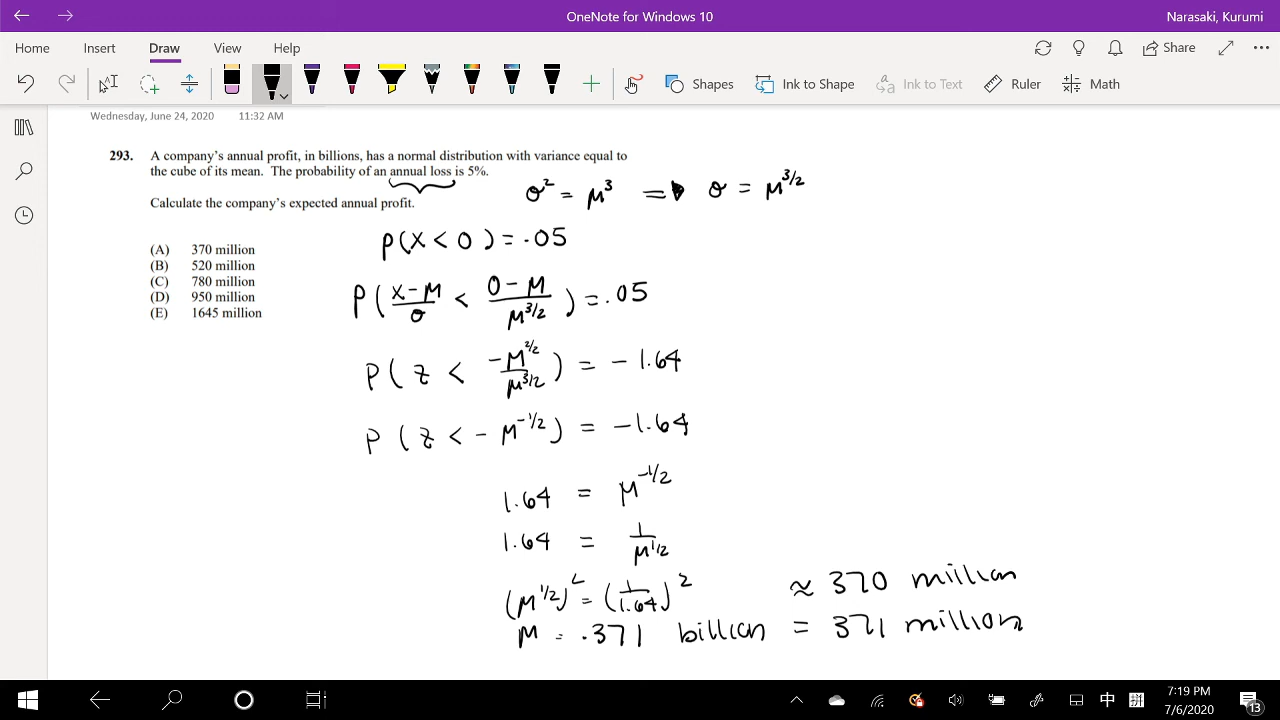 OneNote for Windows 10
Narasaki, Kurumi
Home Insert Draw View Help
Share
Shapes Ink to Shape Ink to Text Ruler Math
Wednesday, June 24, 2020 11:32 AM
293. A company's annual profit, in billions, has a normal distribution with variance equal to
the cube of its mean. The probability of an annual loss is 5%.
σ² = μ³ ⇒ σ = μ^{3/2}
Calculate the company's expected annual profit.
(A) 370 million
(B) 520 million
(C) 780 million
(D) 950 million
(E) 1645 million
P(X < 0) = .05
P( (X-μ)/σ < (0-μ)/μ^{3/2} ) = .05
P( Z < -μ^{2/2}/μ^{3/2} ) = -1.64
P( Z < -μ^{-1/2} ) = -1.64
1.64 = μ^{-1/2}
1.64 = 1/μ^{1/2}
(μ^{1/2})² = (1/1.64)²
≈ 370 million
μ = .371 billion = 371 million
中
7:19 PM
7/6/2020
13